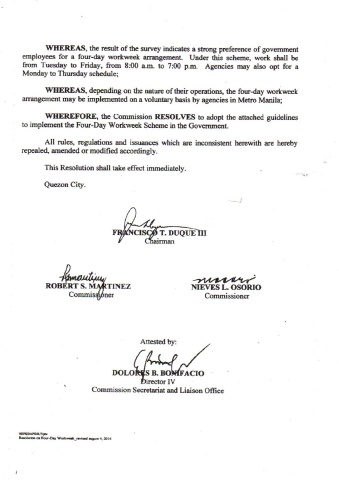 WHEREAS, the result of the survey indicates a strong preference of government
employees for a four-day workweek arrangement. Under this scheme, work shall be
from Tuesday to Friday, from 8:00 a.m. to 7:00 p.m. Agencies may also opt for a
Monday to Thursday schedule;
WHEREAS, depending on the nature of their operations, the four-day workweek
arrangement may be implemented on a voluntary basis by agencies in Metro Manila;
WHEREFORE, the Commission RESOLVES to adopt the attached guidelines
to implement the Four-Day Workweek Scheme in the Government.
All rules, regulations and issuances which are inconsistent herewith are hereby
repealed, amended or modified accordingly.
This Resolution shall take effect immediately.
Quezon City.
FRANCISCO T. DUQUE III
Chairman
ROBERT S. MARTINEZ
Commissioner
NIEVES L. OSORIO
Commissioner
Attested by:
DOLORES B. BONIFACIO
Director IV
Commission Secretariat and Liaison Office
Resolution on Four-Day Workweek_revised august 4, 2014